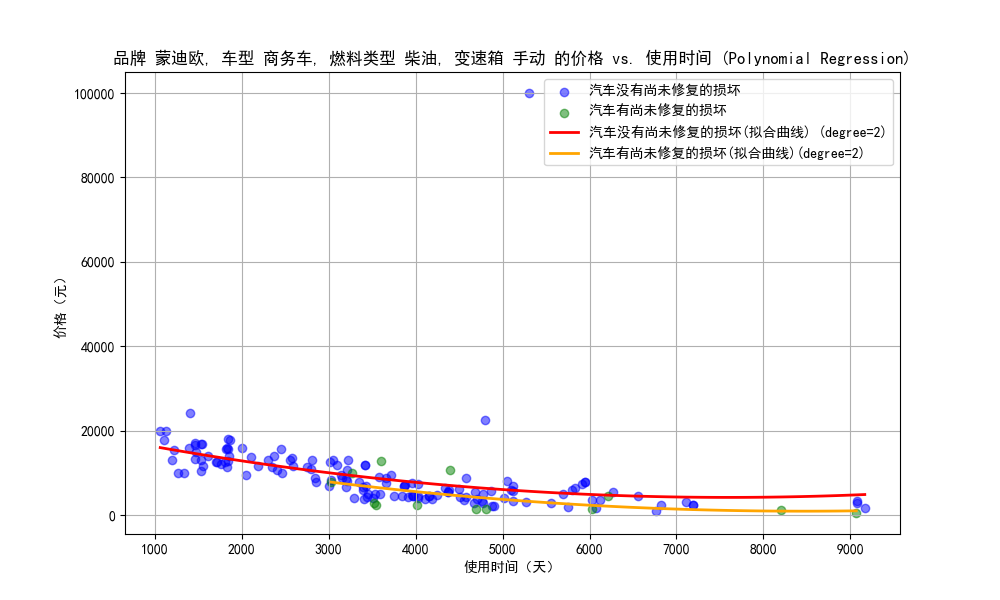 品牌 蒙迪欧, 车型 商务车, 燃料类型 柴油, 变速箱 手动 的价格 vs. 使用时间 (Polynomial Regression)
汽车没有尚未修复的损坏
汽车有尚未修复的损坏
汽车没有尚未修复的损坏(拟合曲线) (degree=2)
汽车有尚未修复的损坏(拟合曲线)(degree=2)
价格（元）
100000
80000
60000
40000
20000
0
1000 2000 3000 4000 5000 6000 7000 8000 9000
使用时间（天）